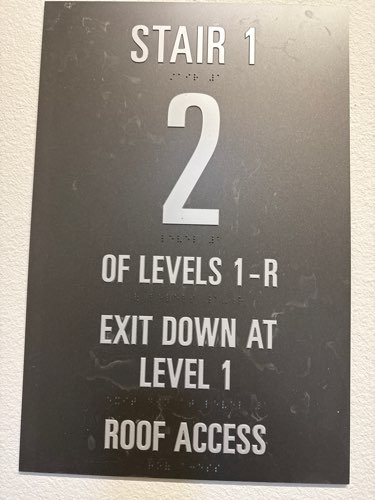 STAIR 1
2
OF LEVELS 1-R
EXIT DOWN AT
LEVEL 1
ROOF ACCESS